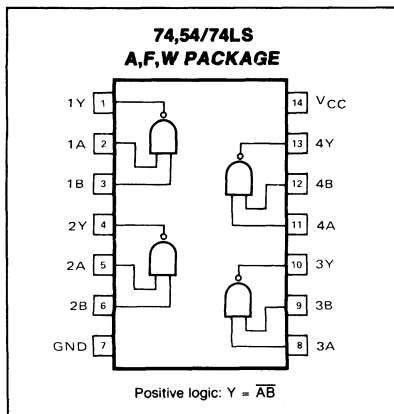 74,54/74LS
A,F,W PACKAGE
1Y 1 14 VCC
1A 2 13 4Y
1B 3 12 4B
2Y 4 11 4A
2A 5 10 3Y
2B 6 9 3B
GND 7 8 3A
Positive logic: Y = A̅B̅